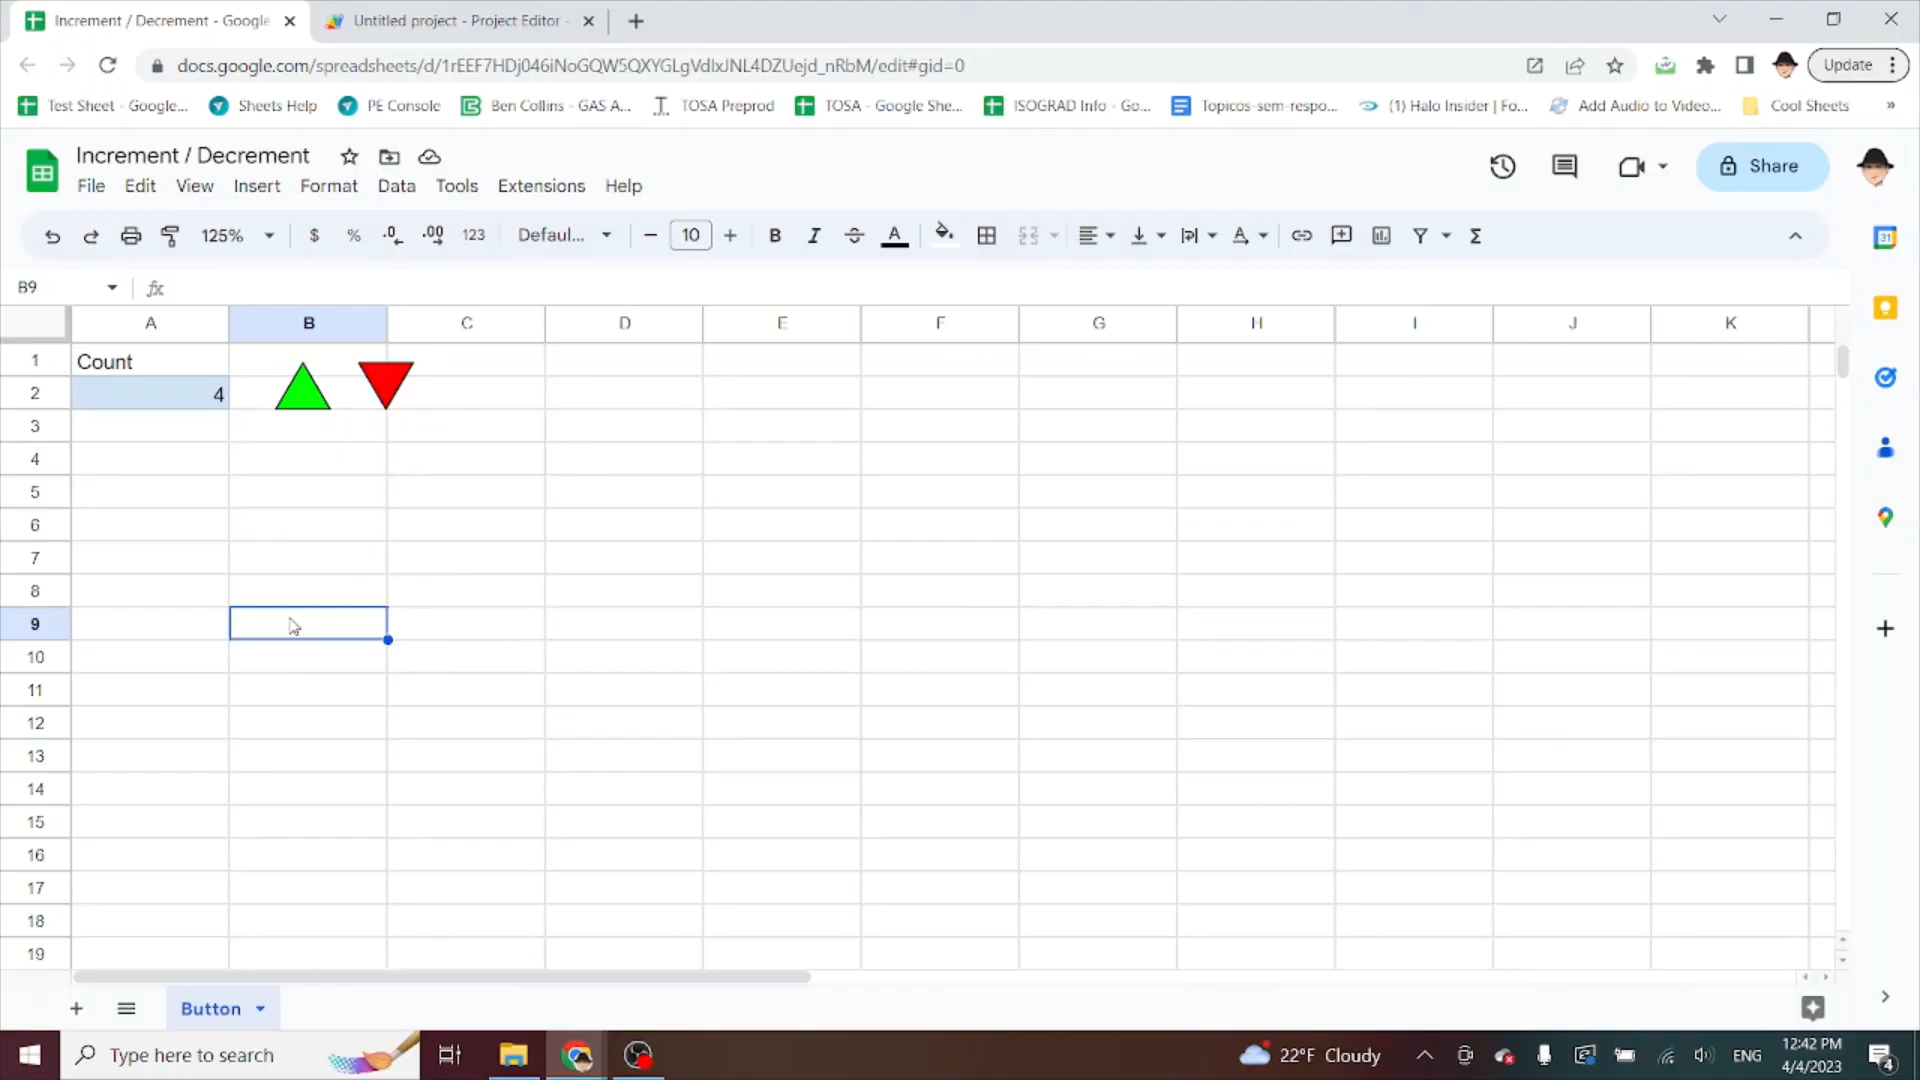 Increment / Decrement - Google
Untitled project - Project Editor -
docs.google.com/spreadsheets/d/1rEEF7HDj046iNoGQW5QXYGLgVdIxJNL4DZUejd_nRbM/edit#gid=0
Update
Test Sheet - Google...
Sheets Help
PE Console
Ben Collins - GAS A...
TOSA Preprod
TOSA - Google She...
ISOGRAD Info - Go...
Topicos-sem-respo...
(1) Halo Insider | Fo...
Add Audio to Video...
Cool Sheets
»
Increment / Decrement
File Edit View Insert Format Data Tools Extensions Help
Share
125% $ % .0 .00 123 Defaul... 10 B I A Σ
31
B9 fx
A B C D E F G H I J K
1 Count
2 4
3
4
5
6
7
8
9
10
11
12
13
14
15
16
17
18
19
Button
Type here to search
22°F Cloudy
ENG
12:42 PM
4/4/2023
4